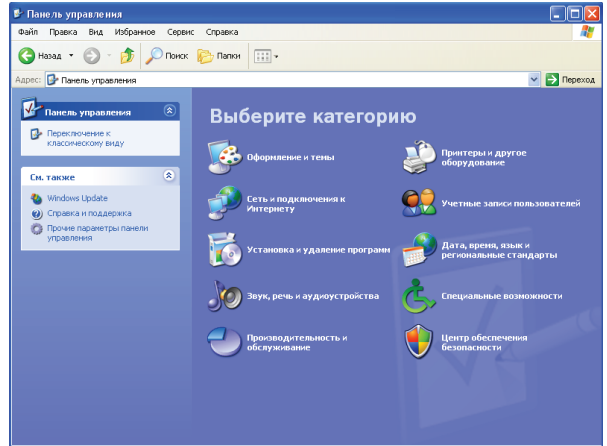 Панель управления
Файл Правка Вид Избранное Сервис Справка
Назад Поиск Папки
Адрес: Панель управления Переход
Панель управления
Переключение к
классическому виду
См. также
Windows Update
Справка и поддержка
Прочие параметры панели
управления
Выберите категорию
Оформление и темы
Принтеры и другое
оборудование
Сеть и подключения к
Интернету
Учетные записи пользователей
Установка и удаление программ
Дата, время, язык и
региональные стандарты
Звук, речь и аудиоустройства
Специальные возможности
Производительность и
обслуживание
Центр обеспечения
безопасности